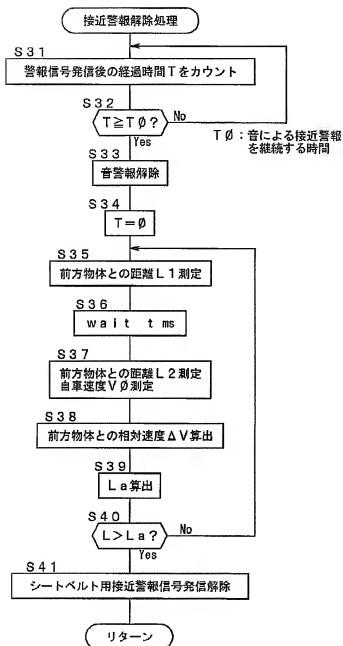 接近警報解除処理
S31
警報信号発信後の経過時間Tをカウント
S32
T≧TØ?
No
Yes
TØ:音による接近警報
を継続する時間
S33
音警報解除
S34
T=Ø
S35
前方物体との距離L1測定
S36
wait t ms
S37
前方物体との距離L2測定
自車速度VØ測定
S38
前方物体との相対速度ΔV算出
S39
La算出
S40
L>La?
No
Yes
S41
シートベルト用接近警報信号発信解除
リターン